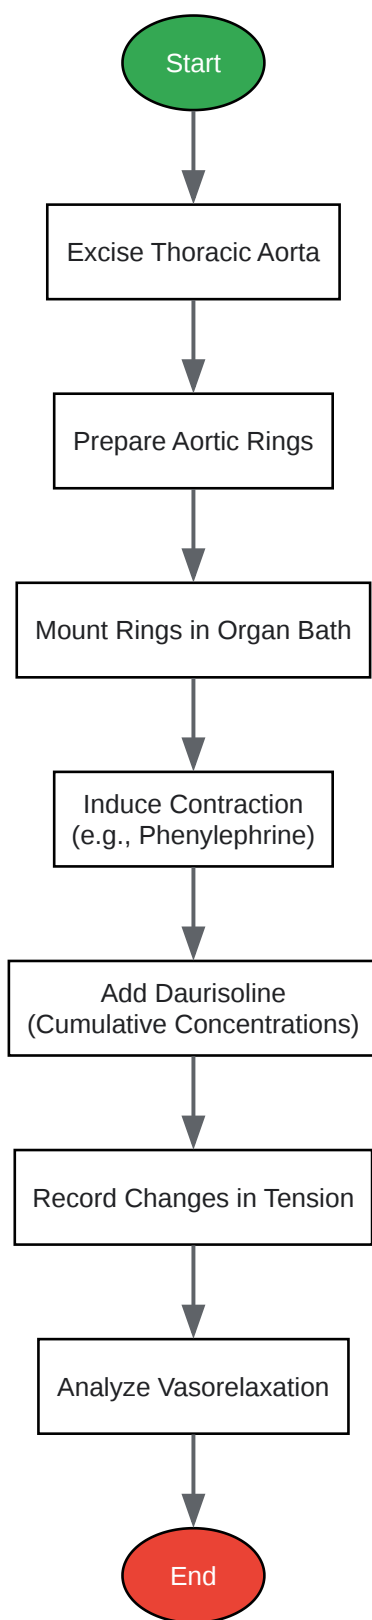 Start
Excise Thoracic Aorta
Prepare Aortic Rings
Mount Rings in Organ Bath
Induce Contraction
(e.g., Phenylephrine)
Add Daurisoline
(Cumulative Concentrations)
Record Changes in Tension
Analyze Vasorelaxation
End